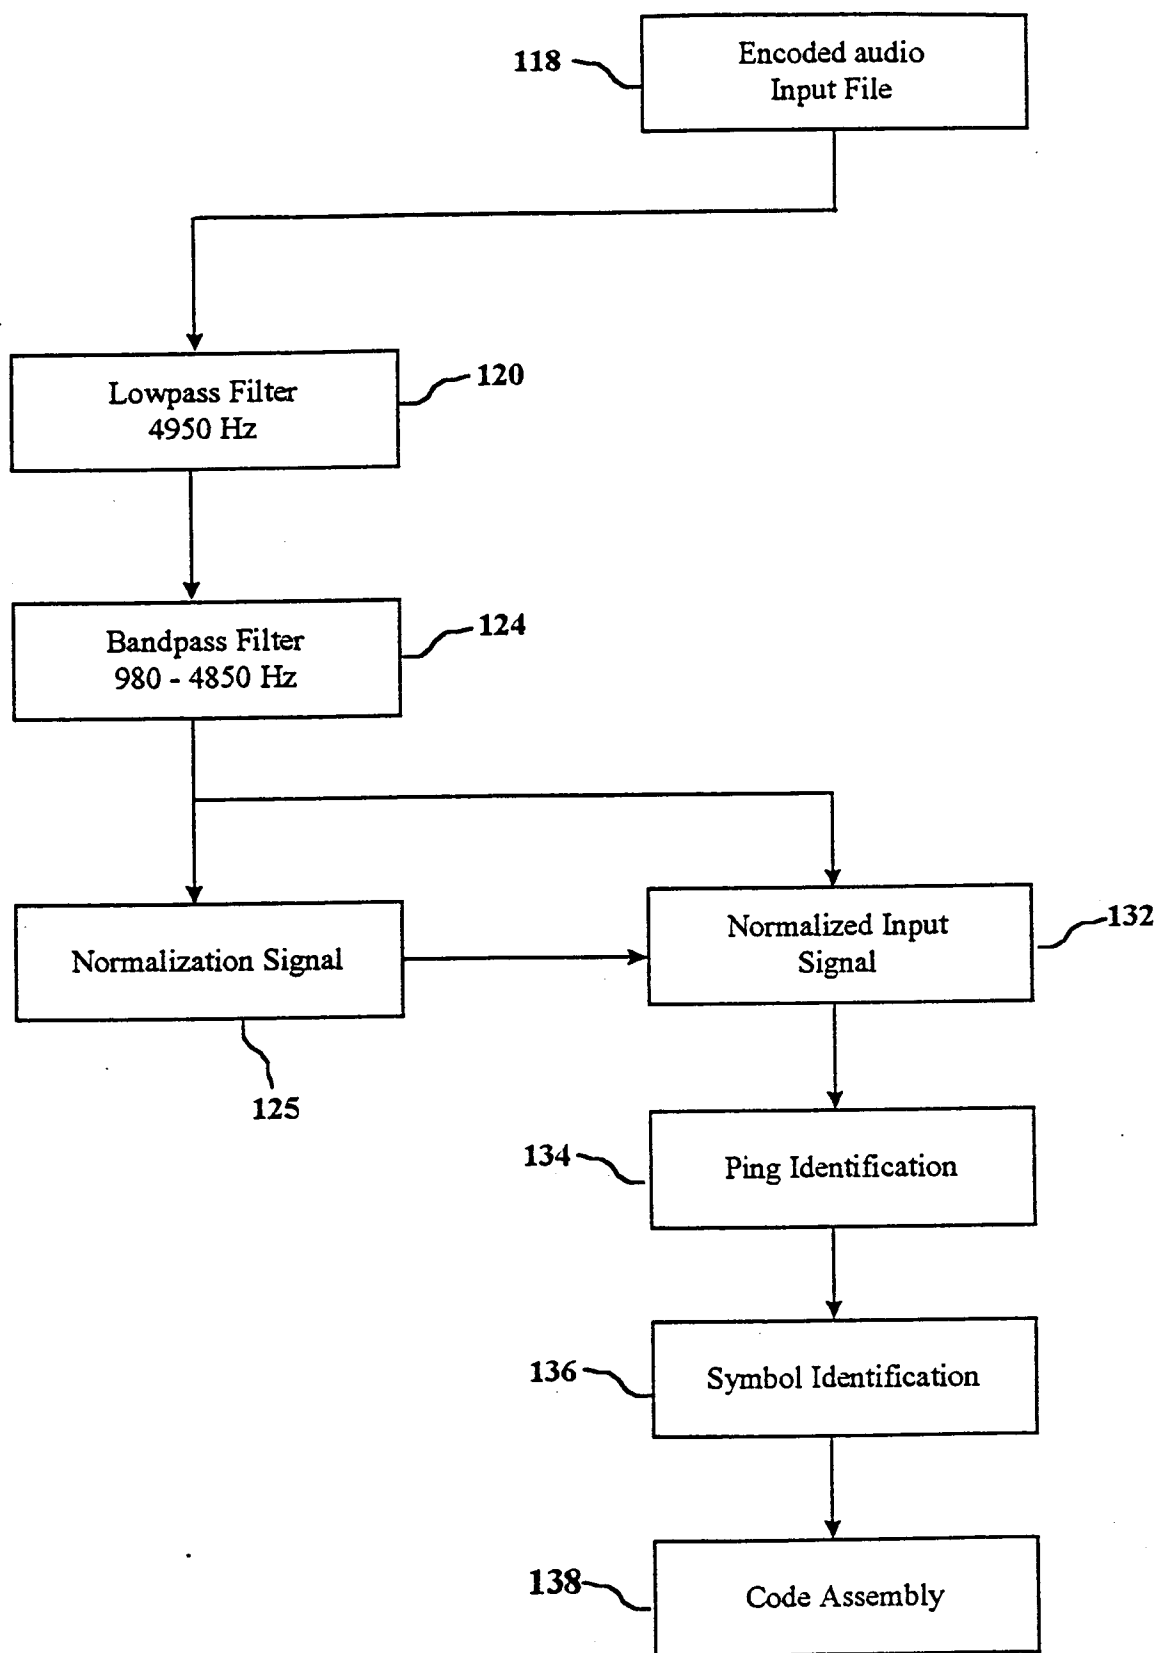 118
Encoded audio
Input File
Lowpass Filter
4950 Hz
120
Bandpass Filter
980 - 4850 Hz
124
Normalization Signal
125
Normalized Input
Signal
132
134
Ping Identification
136
Symbol Identification
138
Code Assembly